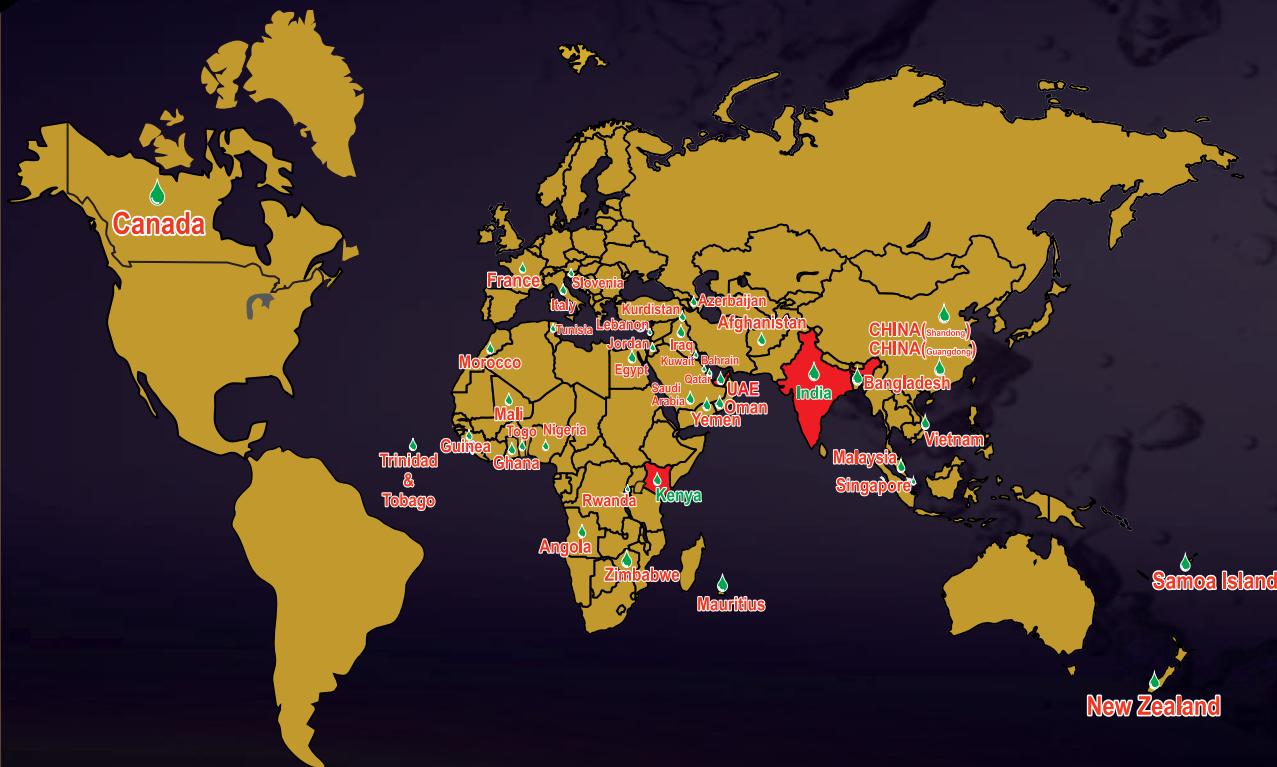 Canada
France
Slovenia
Italy
Azerbaijan
Kurdistan
Tunisia
Lebanon
Afghanistan
CHINA(Shandong)
Jordan
Iraq
CHINA(Guangdong)
Morocco
Egypt
Kuwait
Bahrain
Qatar
UAE
Bangladesh
Saudi
Arabia
India
Mali
Oman
Yemen
Togo
Nigeria
Guinea
Ghana
Vietnam
Trinidad
&
Tobago
Malaysia
Singapore
Rwanda
Kenya
Angola
Zimbabwe
Samoa Island
Mauritius
New Zealand